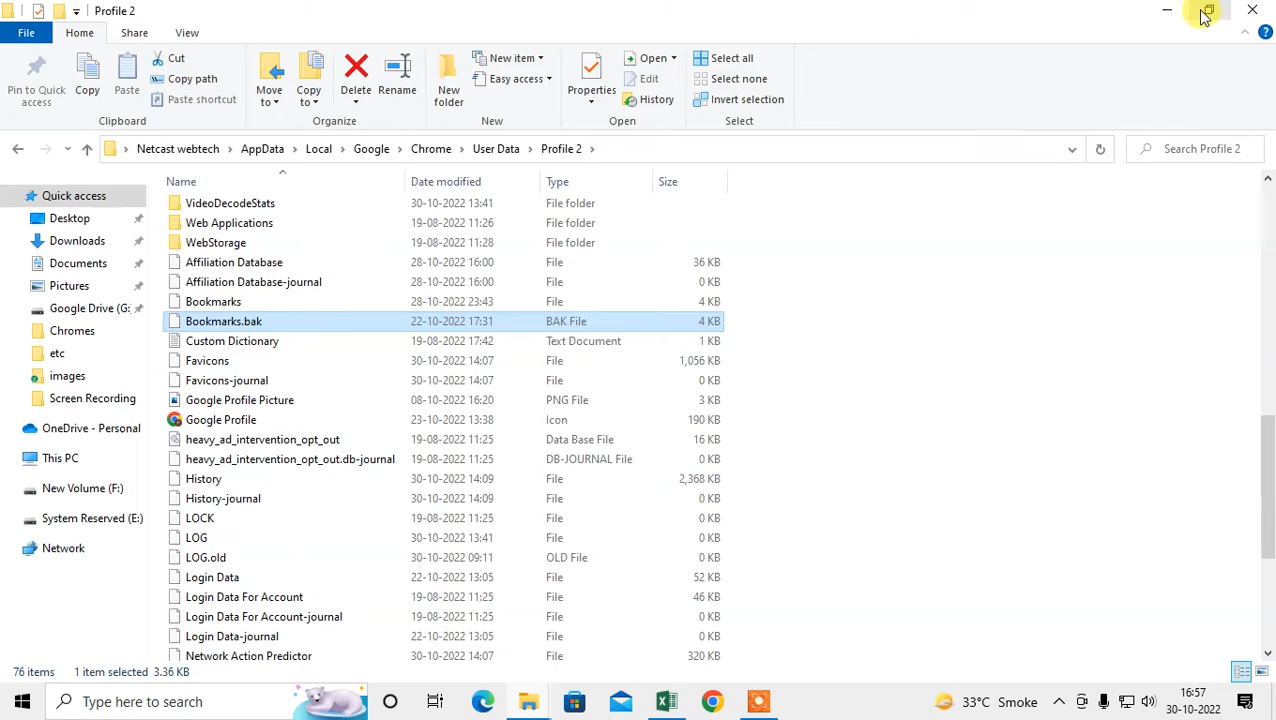 Profile 2
File Home Share View
Pin to Quick access
Copy
Paste
Cut
Copy path
Paste shortcut
Clipboard
Move to
Copy to
Delete
Rename
Organize
New folder
New item
Easy access
New
Properties
Open
Edit
History
Open
Select all
Select none
Invert selection
Select
Netcast webtech > AppData > Local > Google > Chrome > User Data > Profile 2 >
Search Profile 2
Quick access
Desktop
Downloads
Documents
Pictures
Google Drive (G:
Chromes
etc
images
Screen Recording
OneDrive - Personal
This PC
New Volume (F:)
System Reserved (E:)
Network
Name Date modified Type Size
VideoDecodeStats 30-10-2022 13:41 File folder
Web Applications 19-08-2022 11:26 File folder
WebStorage 19-08-2022 11:28 File folder
Affiliation Database 28-10-2022 16:00 File 36 KB
Affiliation Database-journal 28-10-2022 16:00 File 0 KB
Bookmarks 28-10-2022 23:43 File 4 KB
Bookmarks.bak 22-10-2022 17:31 BAK File 4 KB
Custom Dictionary 19-08-2022 17:42 Text Document 1 KB
Favicons 30-10-2022 14:07 File 1,056 KB
Favicons-journal 30-10-2022 14:07 File 0 KB
Google Profile Picture 08-10-2022 16:20 PNG File 3 KB
Google Profile 23-10-2022 13:38 Icon 190 KB
heavy_ad_intervention_opt_out 19-08-2022 11:25 Data Base File 16 KB
heavy_ad_intervention_opt_out.db-journal 19-08-2022 11:25 DB-JOURNAL File 0 KB
History 30-10-2022 14:09 File 2,368 KB
History-journal 30-10-2022 14:09 File 0 KB
LOCK 19-08-2022 11:25 File 0 KB
LOG 30-10-2022 13:41 File 0 KB
LOG.old 30-10-2022 09:11 OLD File 0 KB
Login Data 22-10-2022 13:05 File 52 KB
Login Data For Account 19-08-2022 11:25 File 46 KB
Login Data For Account-journal 19-08-2022 11:25 File 0 KB
Login Data-journal 22-10-2022 13:05 File 0 KB
Network Action Predictor 30-10-2022 14:07 File 320 KB
76 items 1 item selected 3.36 KB
Type here to search
33°C Smoke
16:57
30-10-2022